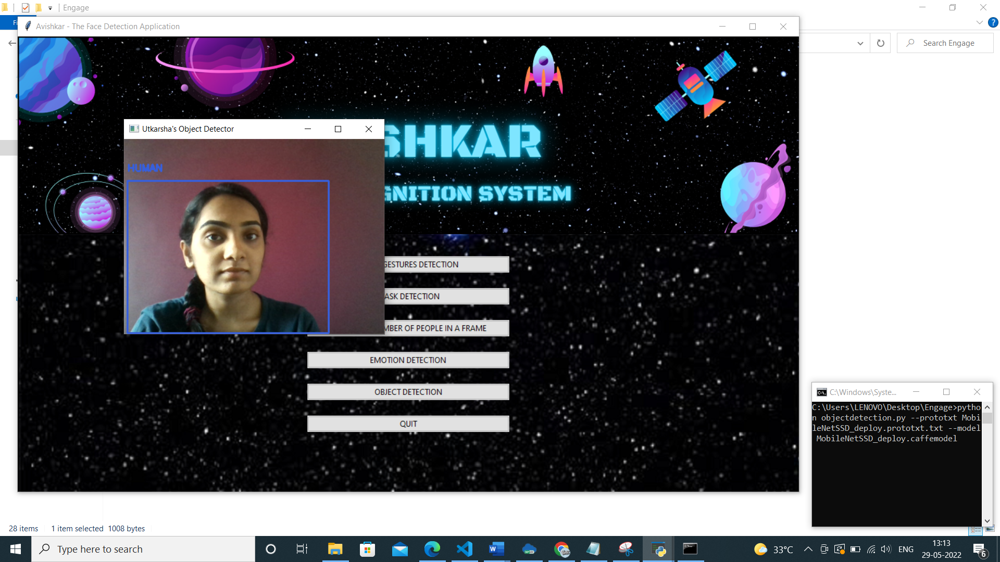 Engage
Fi
Avishkar - The Face Detection Application
Search Engage
Utkarsha's Object Detector
SHKAR
HUMAN
GNITION SYSTEM
GESTURES DETECTION
ASK DETECTION
MBER OF PEOPLE IN A FRAME
EMOTION DETECTION
OBJECT DETECTION
QUIT
C:\Windows\Syste...
C:\Users\LENOVO\Desktop\Engage>pytho
n objectdetection.py --prototxt Mobi
leNetSSD_deploy.prototxt.txt --model
MobileNetSSD_deploy.caffemodel
28 items 1 item selected 1008 bytes
Type here to search
33°C
ENG
13:13
29-05-2022
6